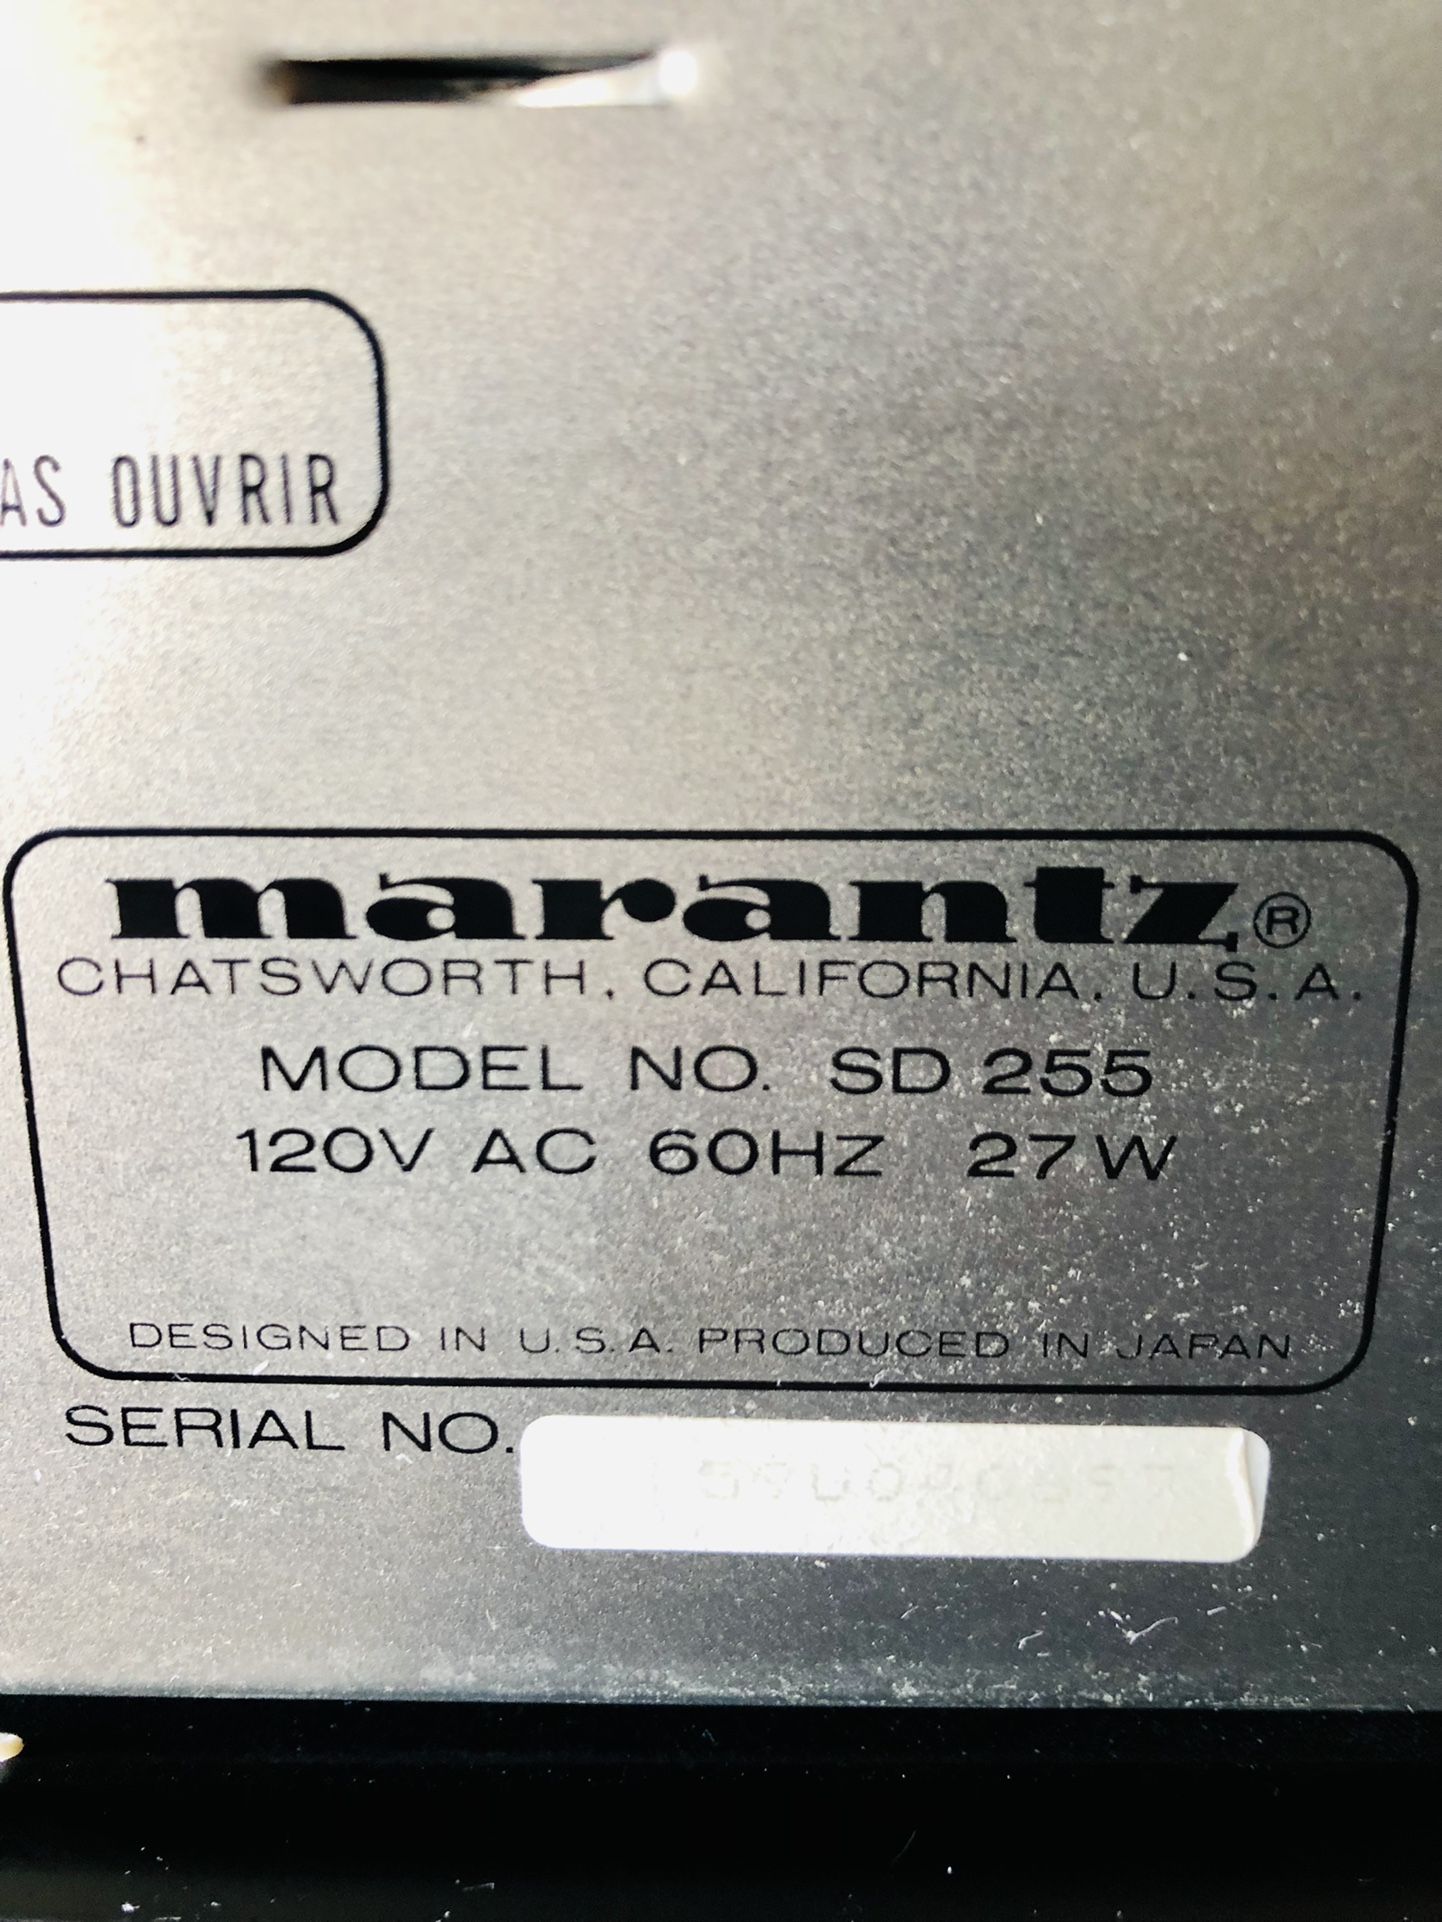 AS OUVRIR
marantz®
CHATSWORTH, CALIFORNIA, U.S.A.
MODEL NO. SD 255
120V AC 60HZ 27W
DESIGNED IN U.S.A. PRODUCED IN JAPAN
SERIAL NO.